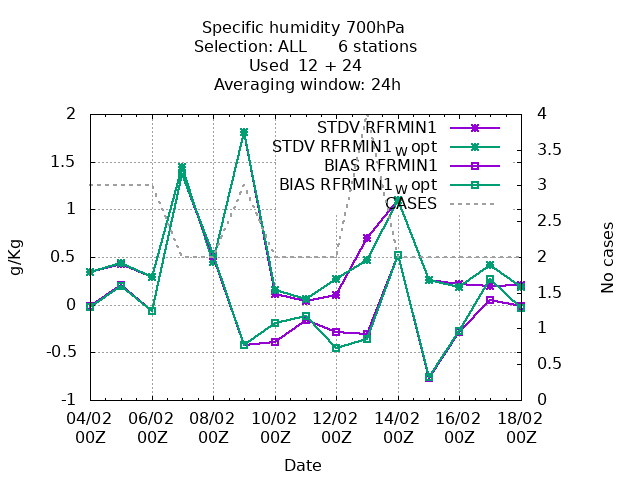 Specific humidity 700hPa
Selection: ALL 6 stations
Used 12 + 24
Averaging window: 24h
STDV RFRMIN1
STDV RFRMIN1w opt
BIAS RFRMIN1
BIAS RFRMIN1w opt
CASES
2
1.5
1
0.5
0
-0.5
-1
g/Kg
4
3.5
3
2.5
2
1.5
1
0.5
0
No cases
04/02 06/02 08/02 10/02 12/02 14/02 16/02 18/02
00Z 00Z 00Z 00Z 00Z 00Z 00Z 00Z
Date